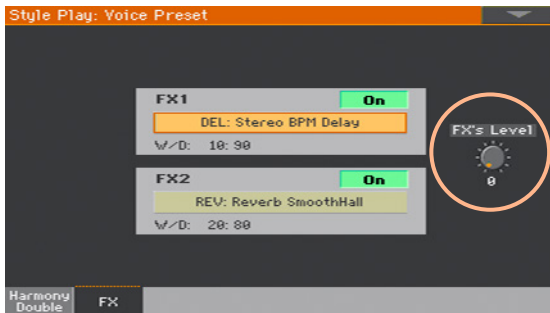 Style Play: Voice Preset
FX1 On
DEL: Stereo BPM Delay
W/D: 10:90
FX's Level
0
FX2 On
REV: Reverb SmoothHall
W/D: 20:80
Harmony Double
FX